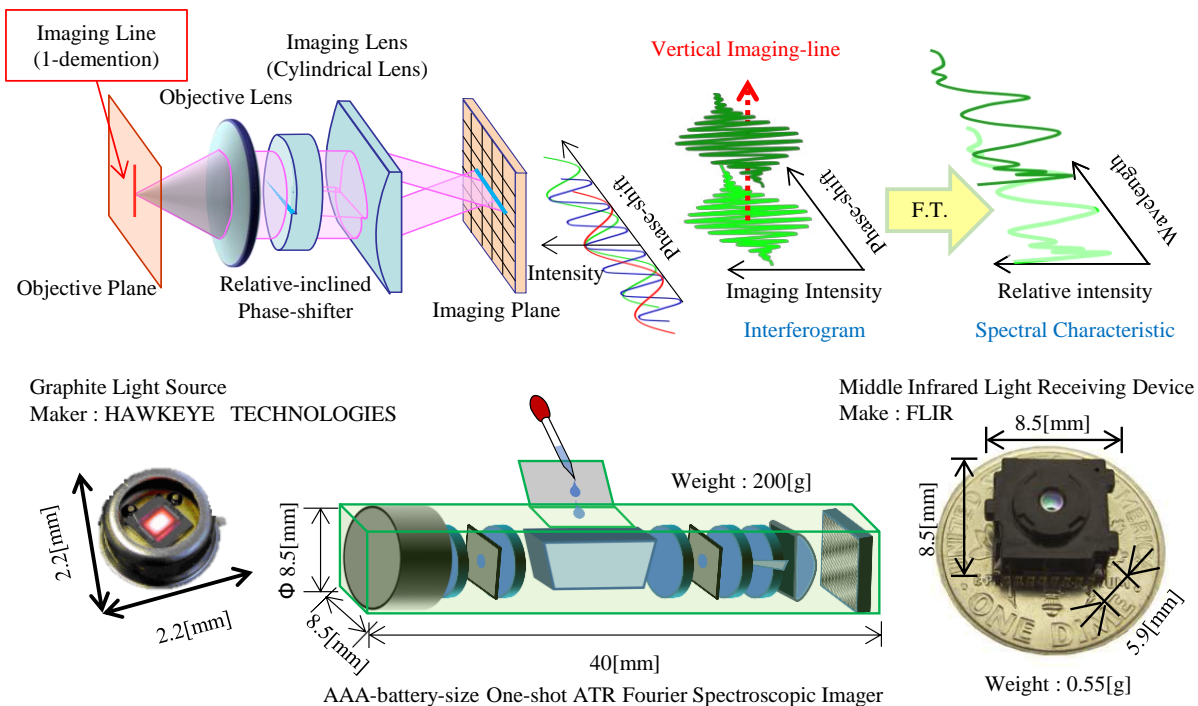 Imaging Line
(1-demention)
Imaging Lens
(Cylindrical Lens)
Objective Lens
Objective Plane
Relative-inclined
Phase-shifter
Imaging Plane
Intensity
Phase-shift
Vertical Imaging-line
Phase-shift
Imaging Intensity
Interferogram
F.T.
Wavelength
Relative intensity
Spectral Characteristic
Graphite Light Source
Maker : HAWKEYE TECHNOLOGIES
2.2[mm]
2.2[mm]
Weight : 200[g]
Φ 8.5[mm]
8.5[mm]
40[mm]
AAA-battery-size One-shot ATR Fourier Spectroscopic Imager
Middle Infrared Light Receiving Device
Make : FLIR
8.5[mm]
8.5[mm]
5.9[mm]
UNITED
ONE DIME
Weight : 0.55[g]